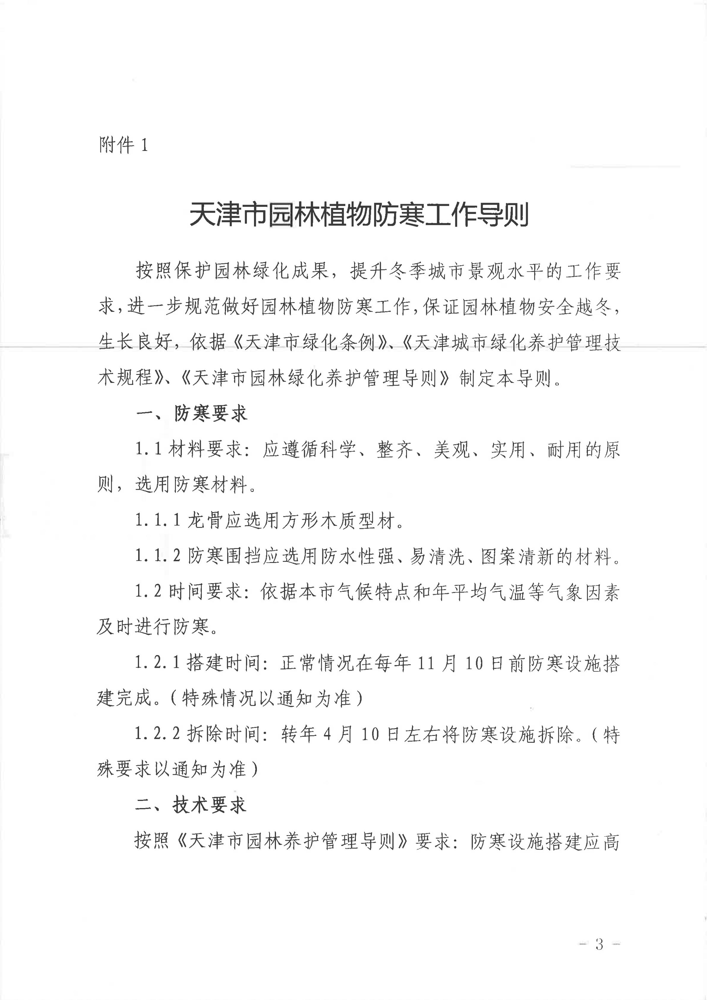 附件 1
天津市园林植物防寒工作导则
按照保护园林绿化成果，提升冬季城市景观水平的工作要
求，进一步规范做好园林植物防寒工作，保证园林植物安全越冬，
生长良好，依据《天津市绿化条例》、《天津城市绿化养护管理技
术规程》、《天津市园林绿化养护管理导则》制定本导则。
一、防寒要求
1.1 材料要求：应遵循科学、整齐、美观、实用、耐用的原
则，选用防寒材料。
1.1.1 龙骨应选用方形木质型材。
1.1.2 防寒围挡应选用防水性强、易清洗、图案清新的材料。
1.2 时间要求：依据本市气候特点和年平均气温等气象因素
及时进行防寒。
1.2.1 搭建时间：正常情况在每年 11 月 10 日前防寒设施搭
建完成。（特殊情况以通知为准）
1.2.2 拆除时间：转年 4 月 10 日左右将防寒设施拆除。（特
殊要求以通知为准）
二、技术要求
按照《天津市园林养护管理导则》要求：防寒设施搭建应高
- 3 -